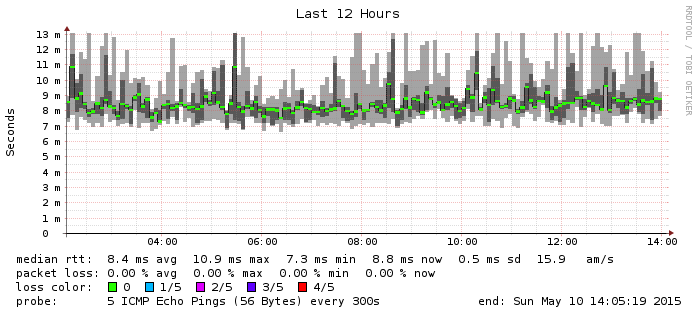 Last 12 Hours
RRDTOOL / TOBI OETIKER
Seconds
13 m
12 m
11 m
10 m
9 m
8 m
7 m
6 m
5 m
4 m
3 m
2 m
1 m
0
04:00 06:00 08:00 10:00 12:00 14:00
median rtt: 8.4 ms avg 10.9 ms max 7.3 ms min 8.8 ms now 0.5 ms sd 15.9 am/s
packet loss: 0.00 % avg 0.00 % max 0.00 % min 0.00 % now
loss color: 0 1/5 2/5 3/5 4/5
probe: 5 ICMP Echo Pings (56 Bytes) every 300s end: Sun May 10 14:05:19 2015